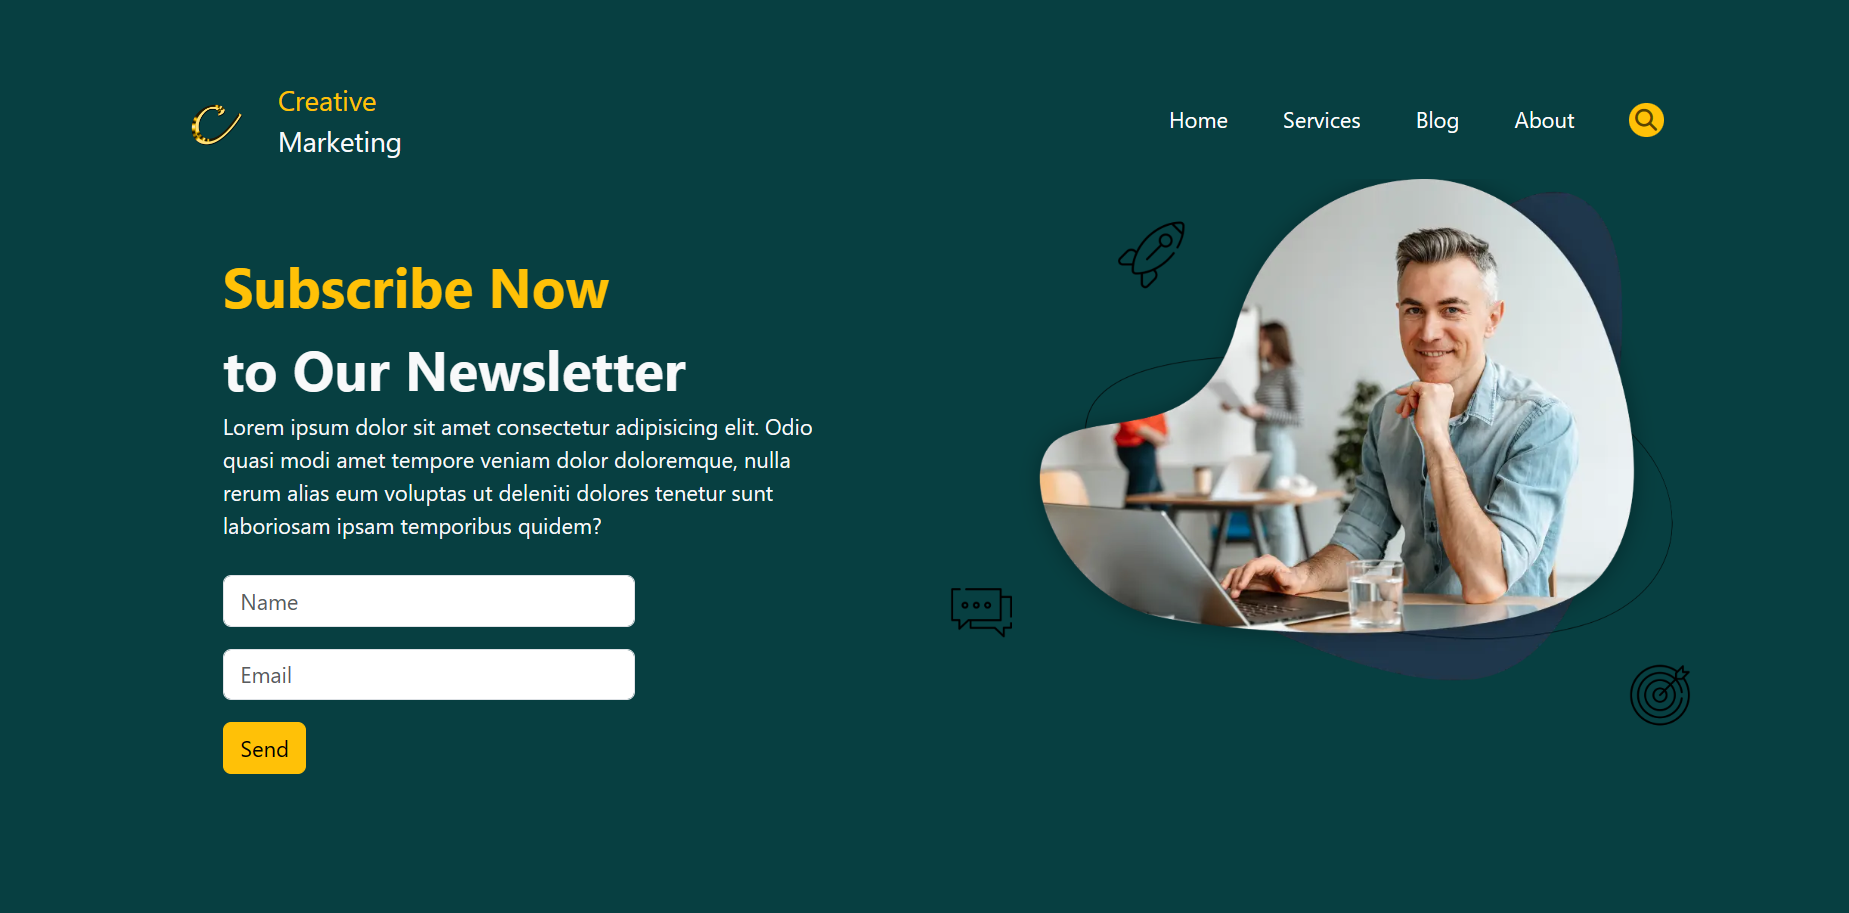 Creative
Marketing
Home Services Blog About
Subscribe Now
to Our Newsletter
Lorem ipsum dolor sit amet consectetur adipisicing elit. Odio
quasi modi amet tempore veniam dolor doloremque, nulla
rerum alias eum voluptas ut deleniti dolores tenetur sunt
laboriosam ipsam temporibus quidem?
Name
Email
Send